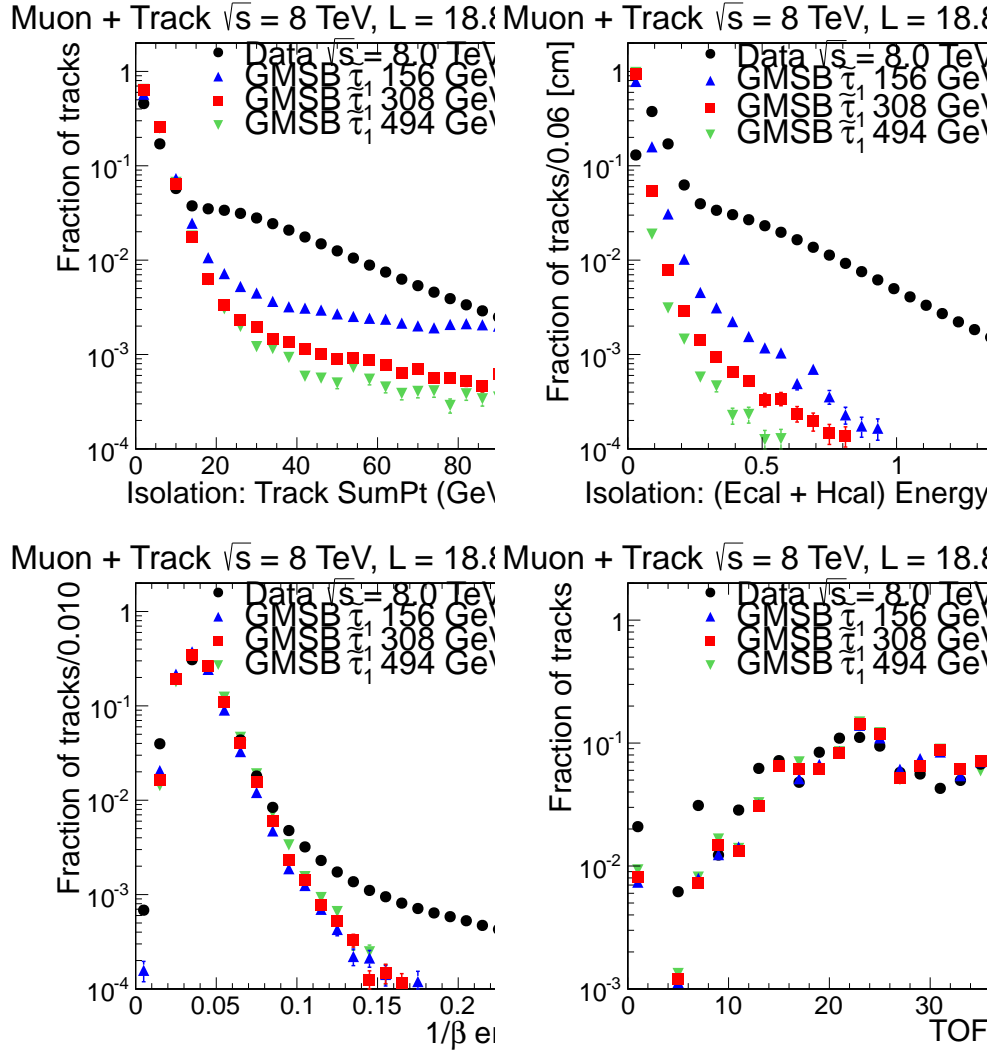 Muon + Track √s = 8 TeV, L = 18.8
Data √s = 8.0 TeV
GMSB τ̃1 156 GeV
GMSB τ̃1 308 GeV
GMSB τ̃1 494 GeV
Fraction of tracks
1
10^-1
10^-2
10^-3
10^-4
0 20 40 60 80
Isolation: Track SumPt (GeV
Muon + Track √s = 8 TeV, L = 18.8
Data √s = 8.0 TeV
GMSB τ̃1 156 GeV
GMSB τ̃1 308 GeV
GMSB τ̃1 494 GeV
Fraction of tracks/0.06 [cm]
1
10^-1
10^-2
10^-3
10^-4
0 0.5 1
Isolation: (Ecal + Hcal) Energy
Muon + Track √s = 8 TeV, L = 18.8
Data √s = 8.0 TeV
GMSB τ̃1 156 GeV
GMSB τ̃1 308 GeV
GMSB τ̃1 494 GeV
Fraction of tracks/0.010
1
10^-1
10^-2
10^-3
10^-4
0 0.05 0.1 0.15 0.2
1/β er
Muon + Track √s = 8 TeV, L = 18.8
Data √s = 8.0 TeV
GMSB τ̃1 156 GeV
GMSB τ̃1 308 GeV
GMSB τ̃1 494 GeV
Fraction of tracks
1
10^-1
10^-2
10^-3
0 10 20 30
TOF